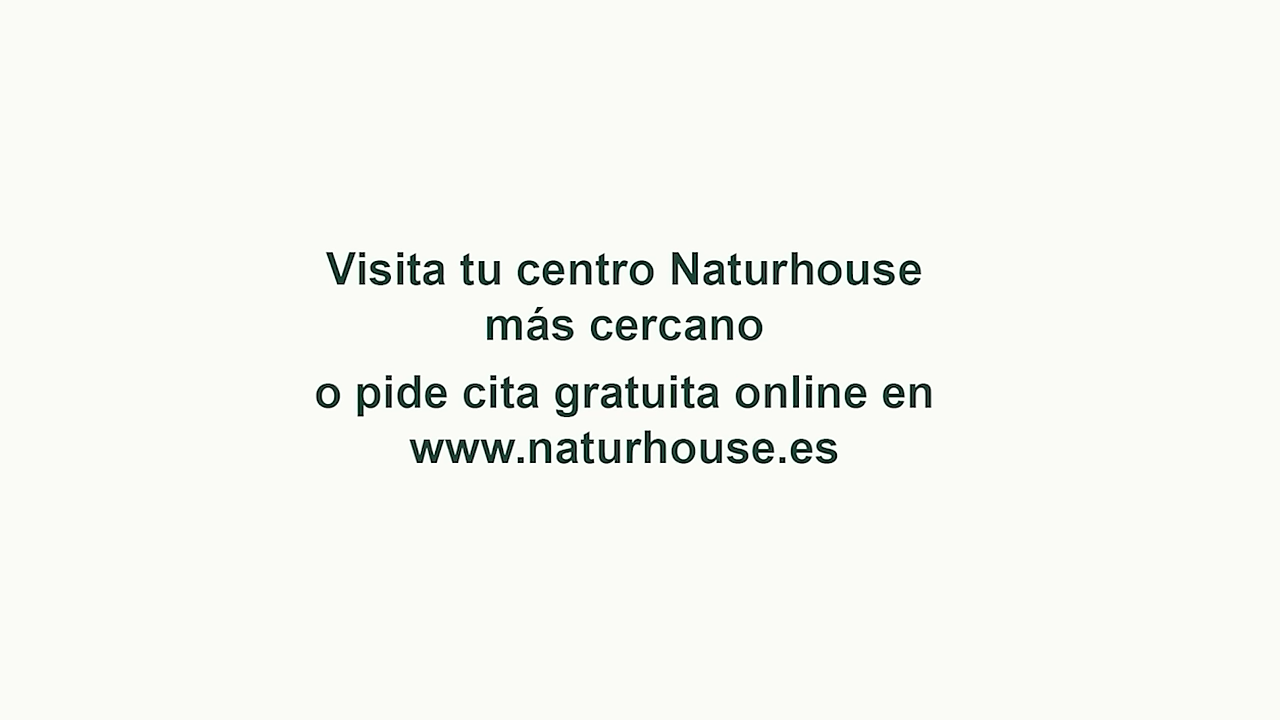 Visita tu centro Naturhouse
más cercano
o pide cita gratuita online en
www.naturhouse.es